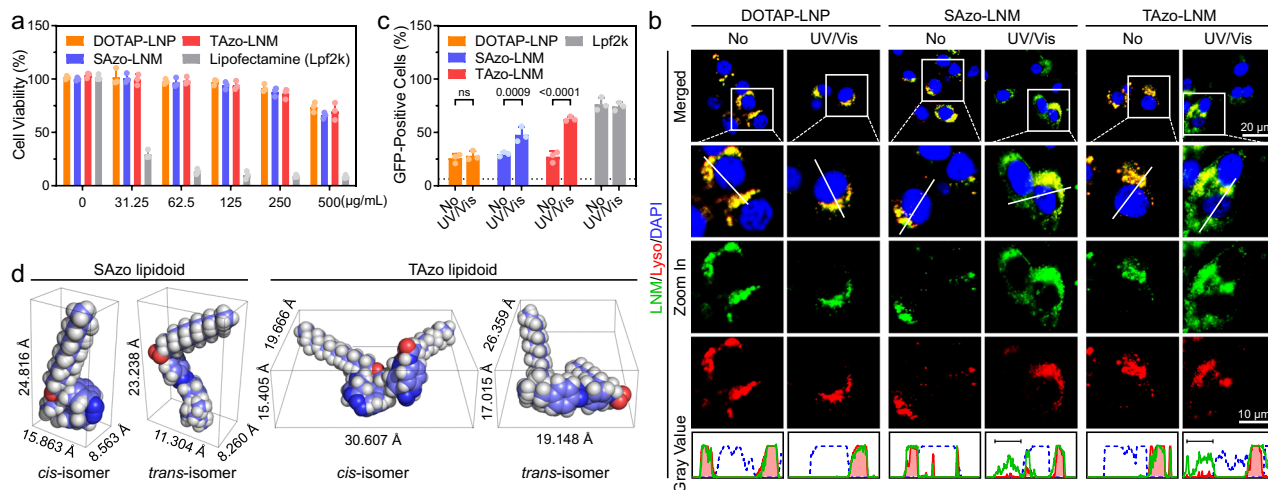 a
150
100
50
0
Cell Viability (%)
DOTAP-LNP
SAzo-LNM
TAzo-LNM
Lipofectamine (Lpf2k)
0 31.25 62.5 125 250 500(μg/mL)
c
150
100
50
0
GFP-Positive Cells (%)
DOTAP-LNP
SAzo-LNM
TAzo-LNM
Lpf2k
ns 0.0009 <0.0001
No UV/Vis No UV/Vis No UV/Vis No UV/Vis
b
DOTAP-LNP SAzo-LNM TAzo-LNM
No UV/Vis No UV/Vis No UV/Vis
LNM/Lyso/DAPI
Merged
20 μm
Zoom In
10 μm
Gray Value
d
SAzo lipidoid TAzo lipidoid
24.816 Å
15.863 Å
8.563 Å
cis-isomer
23.238 Å
11.304 Å
8.260 Å
trans-isomer
19.666 Å
15.405 Å
30.607 Å
cis-isomer
26.359 Å
17.015 Å
19.148 Å
trans-isomer